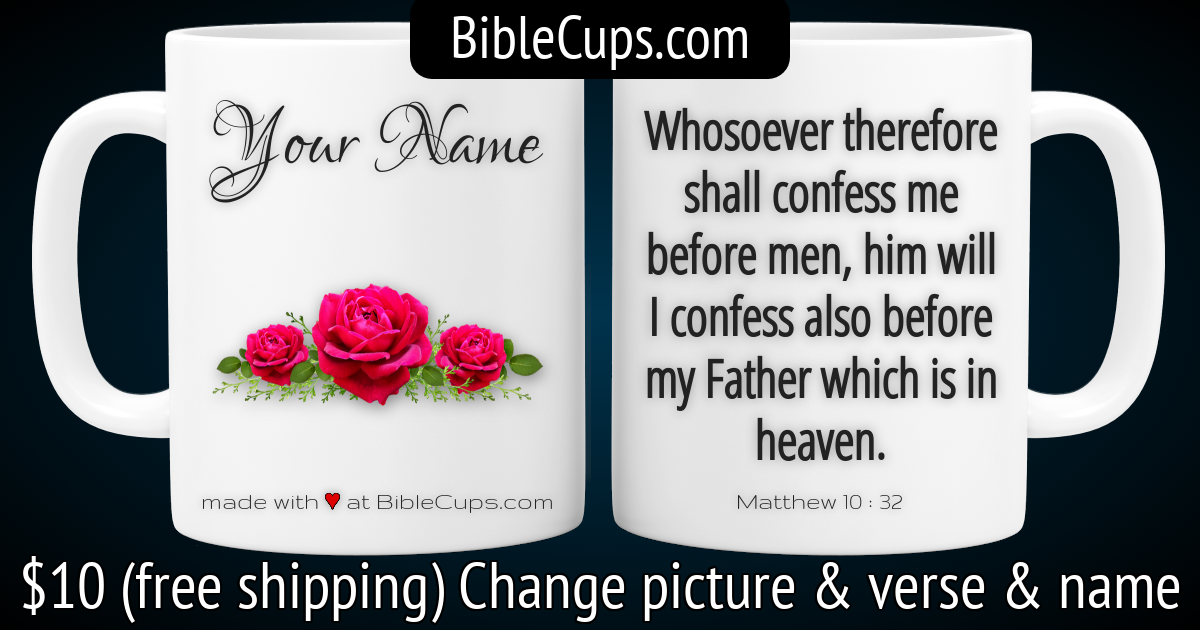 BibleCups.com
Your Name
made with ♥ at BibleCups.com
Whosoever therefore
shall confess me
before men, him will
I confess also before
my Father which is in
heaven.
Matthew 10 : 32
$10 (free shipping) Change picture & verse & name